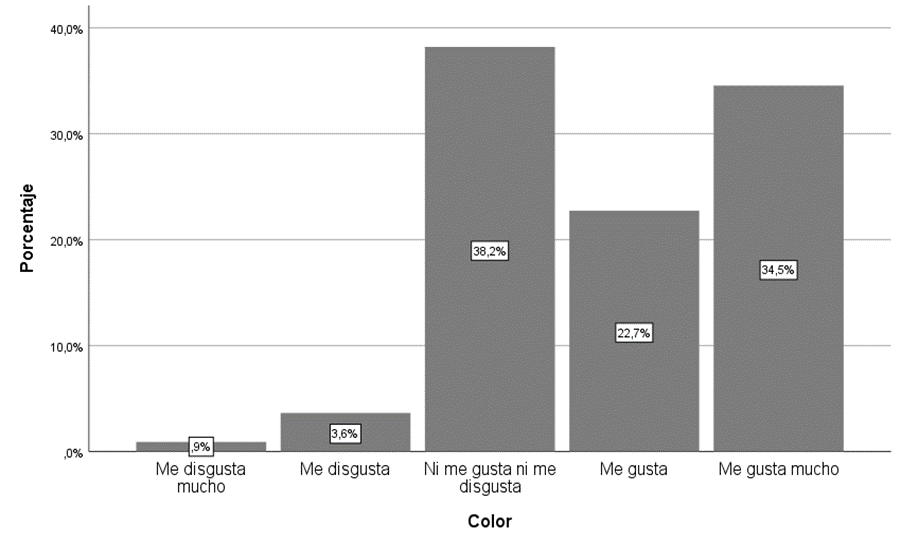 40,0%
30,0%
20,0%
10,0%
,0%
Porcentaje
,9%
3,6%
38,2%
22,7%
34,5%
Me disgusta
mucho
Me disgusta
Ni me gusta ni me
disgusta
Me gusta
Me gusta mucho
Color